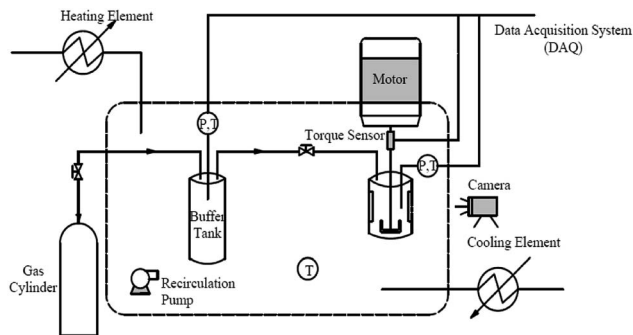 Heating Element
Data Acquisition System
(DAQ)
Motor
P,T
Torque Sensor
P,T
Camera
Buffer
Tank
Cooling Element
Gas
Cylinder
T
Recirculation
Pump